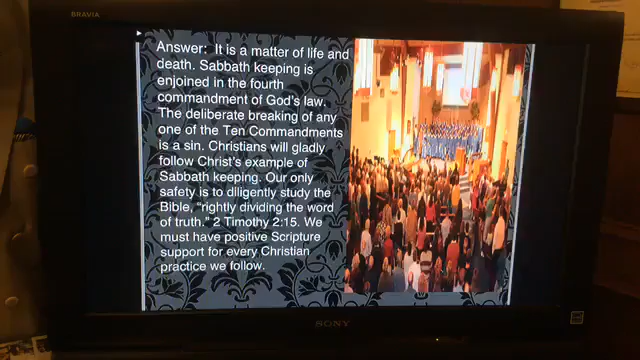 BRAVIA
Answer: It is a matter of life and
death. Sabbath keeping is
enjoined in the fourth
commandment of God's law.
The deliberate breaking of any
one of the Ten Commandments
is a sin. Christians will gladly
follow Christ's example of
Sabbath keeping. Our only
safety is to diligently study the
Bible, "rightly dividing the word
of truth." 2 Timothy 2:15. We
must have positive Scripture
support for every Christian
practice we follow.
SONY